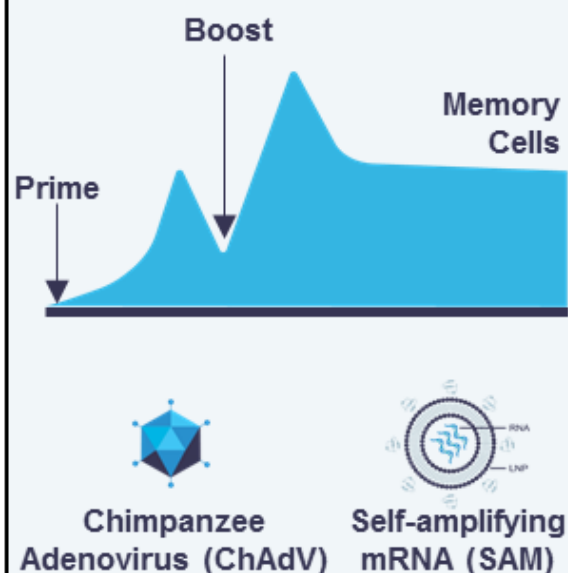 Boost
Memory
Cells
Prime
RNA
LNP
Chimpanzee
Adenovirus (ChAdV)
Self-amplifying
mRNA (SAM)